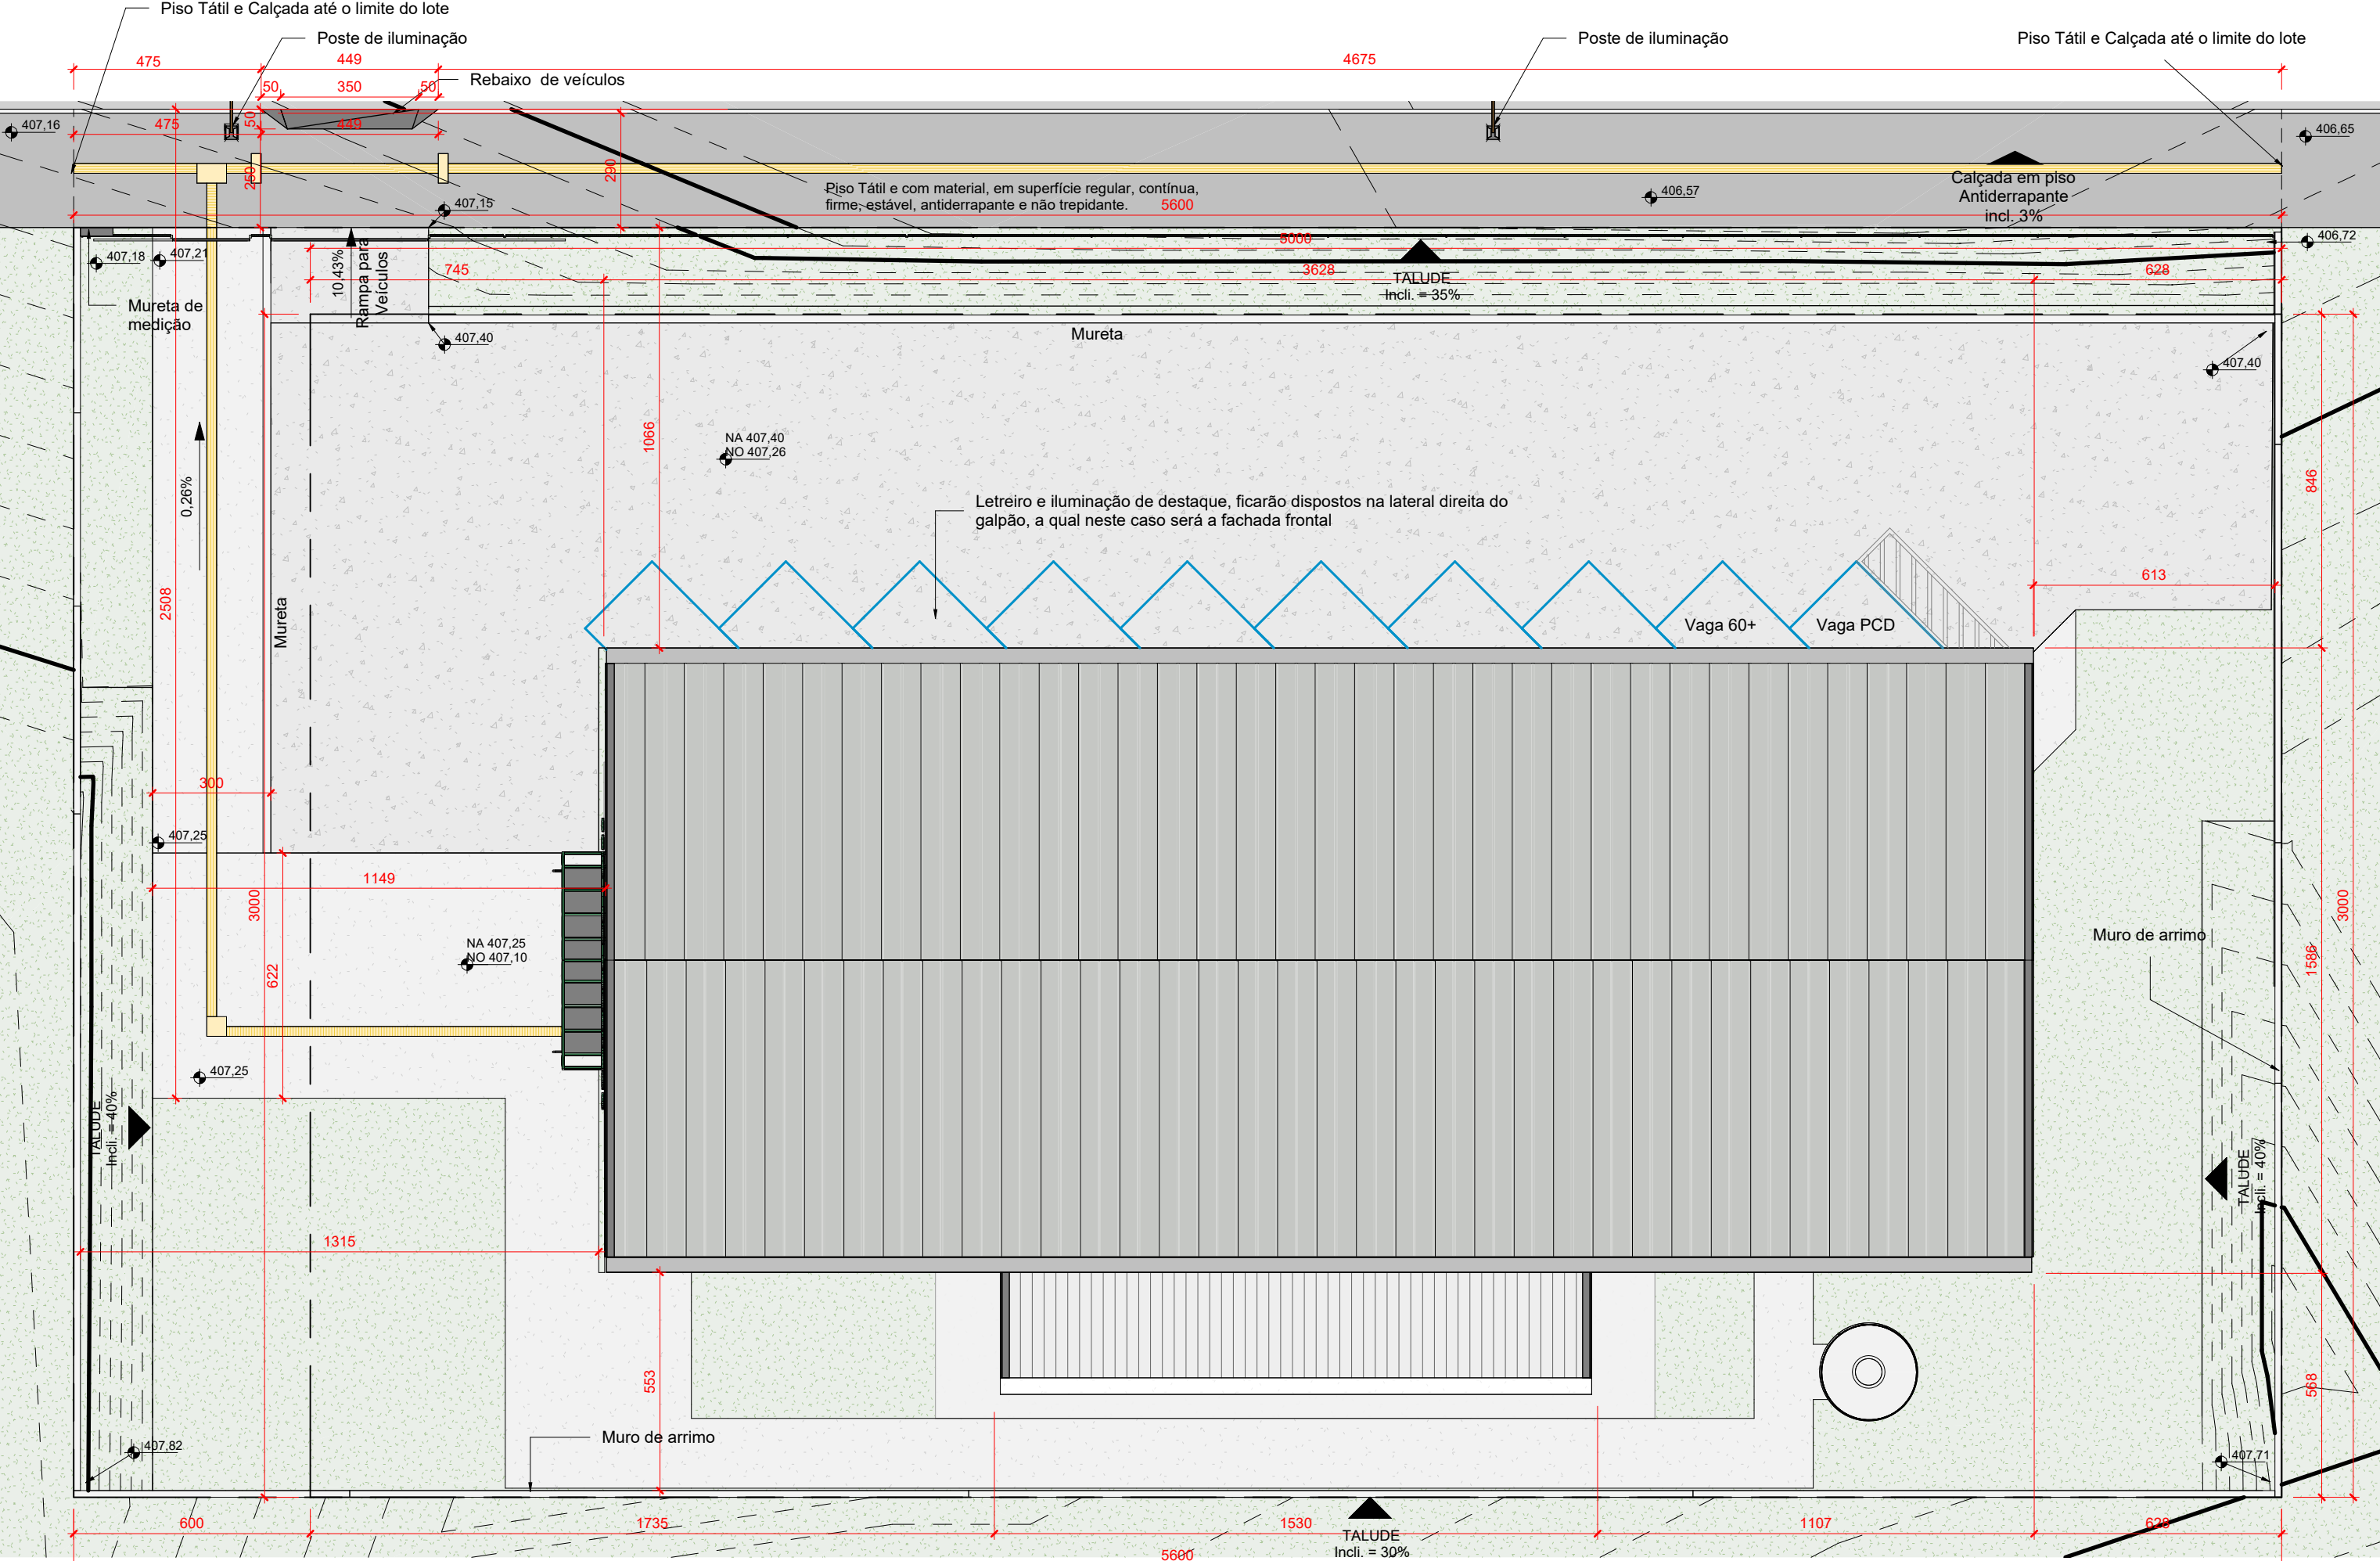 Piso Tátil e Calçada até o limite do lote
Poste de iluminação
Poste de iluminação
Piso Tátil e Calçada até o limite do lote
475
449
4675
Rebaixo  de veículos
50
350
50
407,16
475
50
449
406,65
250
290
Piso Tátil e com material, em superfície regular, contínua,
firme, estável, antiderrapante e não trepidante.
5600
406,57
Calçada em piso
Antiderrapante
incl. 3%
407,15
407,18
407,21
10.43%
Rampa para
Veículos
5000
406,72
745
3628
628
TALUDE
Incli. = 35%
Mureta de
medição
407,40
Mureta
407,40
1066
NA 407,40
NO 407,26
846
0,26%
Letreiro e iluminação de destaque, ficarão dispostos na lateral direita do
galpão, a qual neste caso será a fachada frontal
613
2508
Mureta
Vaga 60+
Vaga PCD
300
407,25
1149
3000
3000
Muro de arrimo
NA 407,25
NO 407,10
622
1586
407,25
TALUDE
Incli. = 40%
TALUDE
Incli. = 40%
1315
553
568
Muro de arrimo
407,82
407,71
600
1735
1530
1107
628
TALUDE
Incli. = 30%
5600